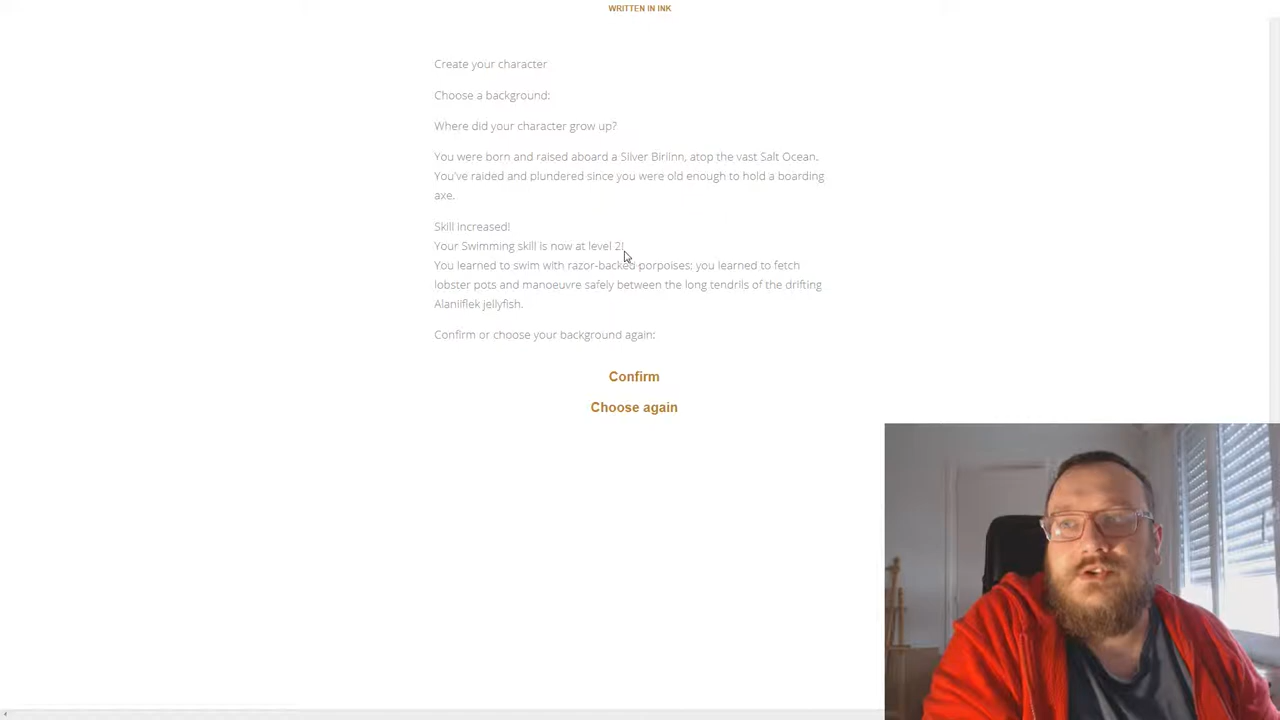 WRITTEN IN INK
Create your character
Choose a background:
Where did your character grow up?
You were born and raised aboard a Silver Birlinn, atop the vast Salt Ocean.
You've raided and plundered since you were old enough to hold a boarding
axe.
Skill increased!
Your Swimming skill is now at level 2!
You learned to swim with razor-backed porpoises; you learned to fetch
lobster pots and manoeuvre safely between the long tendrils of the drifting
Alaniiflek jellyfish.
Confirm or choose your background again:
Confirm
Choose again